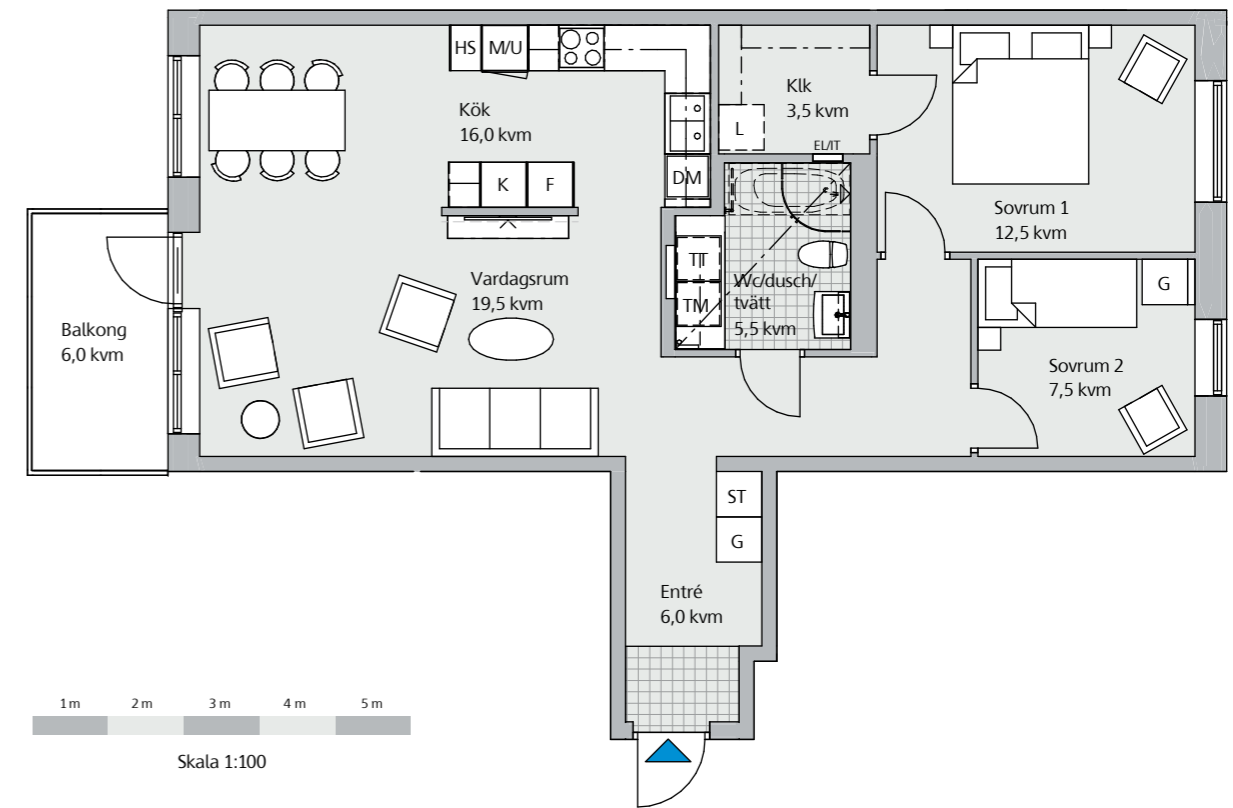 HS
M/U
Kök
16,0 kvm
Klk
3,5 kvm
L
EL/IT
K
F
DM
Sovrum 1
12,5 kvm
TT
TM
Wc/dusch/
tvätt
5,5 kvm
Vardagsrum
19,5 kvm
G
Balkong
6,0 kvm
Sovrum 2
7,5 kvm
ST
G
Entré
6,0 kvm
1 m 2 m 3 m 4 m 5 m
Skala 1:100